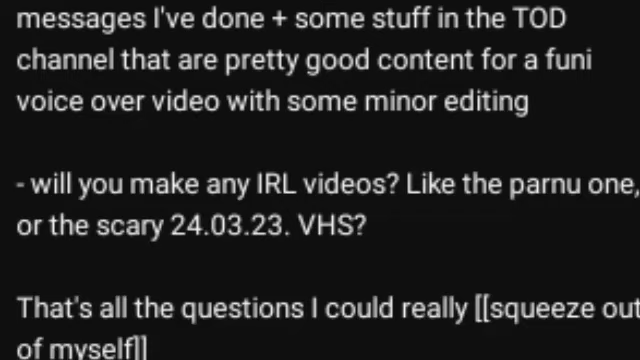 messages I've done + some stuff in the TOD
channel that are pretty good content for a funi
voice over video with some minor editing
- will you make any IRL videos? Like the parnu one,
or the scary 24.03.23. VHS?
That's all the questions I could really [[squeeze out
of myself]]